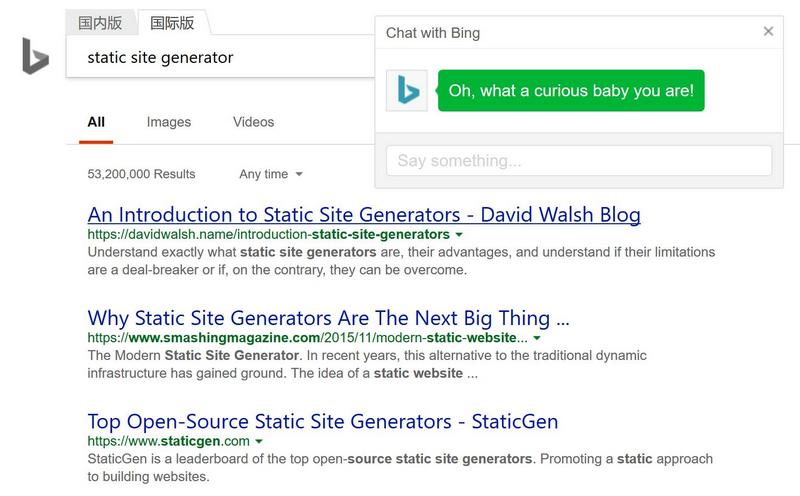 国内版 国际版
static site generator
Chat with Bing ×
Oh, what a curious baby you are!
Say something...
All Images Videos
53,200,000 Results Any time
An Introduction to Static Site Generators - David Walsh Blog
https://davidwalsh.name/introduction-static-site-generators
Understand exactly what static site generators are, their advantages, and understand if their limitations
are a deal-breaker or if, on the contrary, they can be overcome.
Why Static Site Generators Are The Next Big Thing ...
https://www.smashingmagazine.com/2015/11/modern-static-website...
The Modern Static Site Generator. In recent years, this alternative to the traditional dynamic
infrastructure has gained ground. The idea of a static website ...
Top Open-Source Static Site Generators - StaticGen
https://www.staticgen.com
StaticGen is a leaderboard of the top open-source static site generators. Promoting a static approach
to building websites.